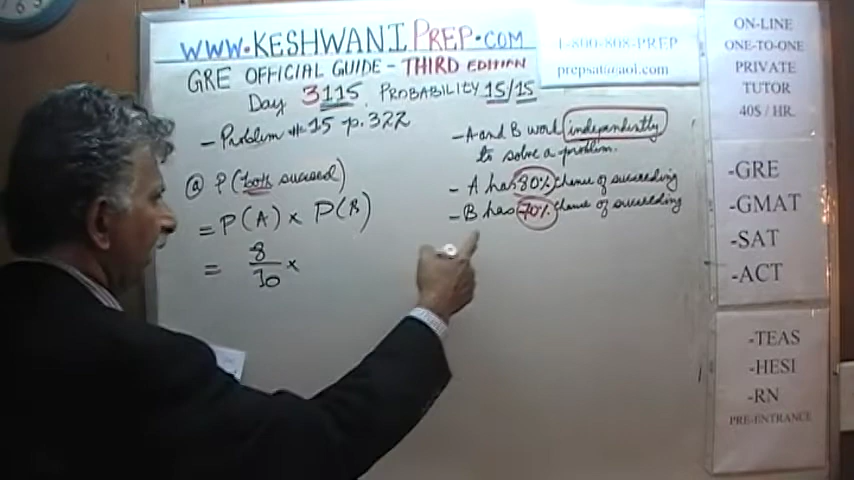 WWW.KESHWANIPREP.COM
GRE OFFICIAL GUIDE - THIRD EDITION
Day 3115 PROBABILITY 15/15
- Problem # 15 p. 322
@ P(both succeed)
= P(A) × P(B)
= 8/10 ×
- A and B work independently
to solve a problem.
- A has 80% chance of succeeding
- B has 70% chance of succeeding
1-800-808-PREP
prepsat@aol.com
ON-LINE
ONE-TO-ONE
PRIVATE
TUTOR
40$ / HR.
-GRE
-GMAT
-SAT
-ACT
-TEAS
-HESI
-RN
PRE-ENTRANCE